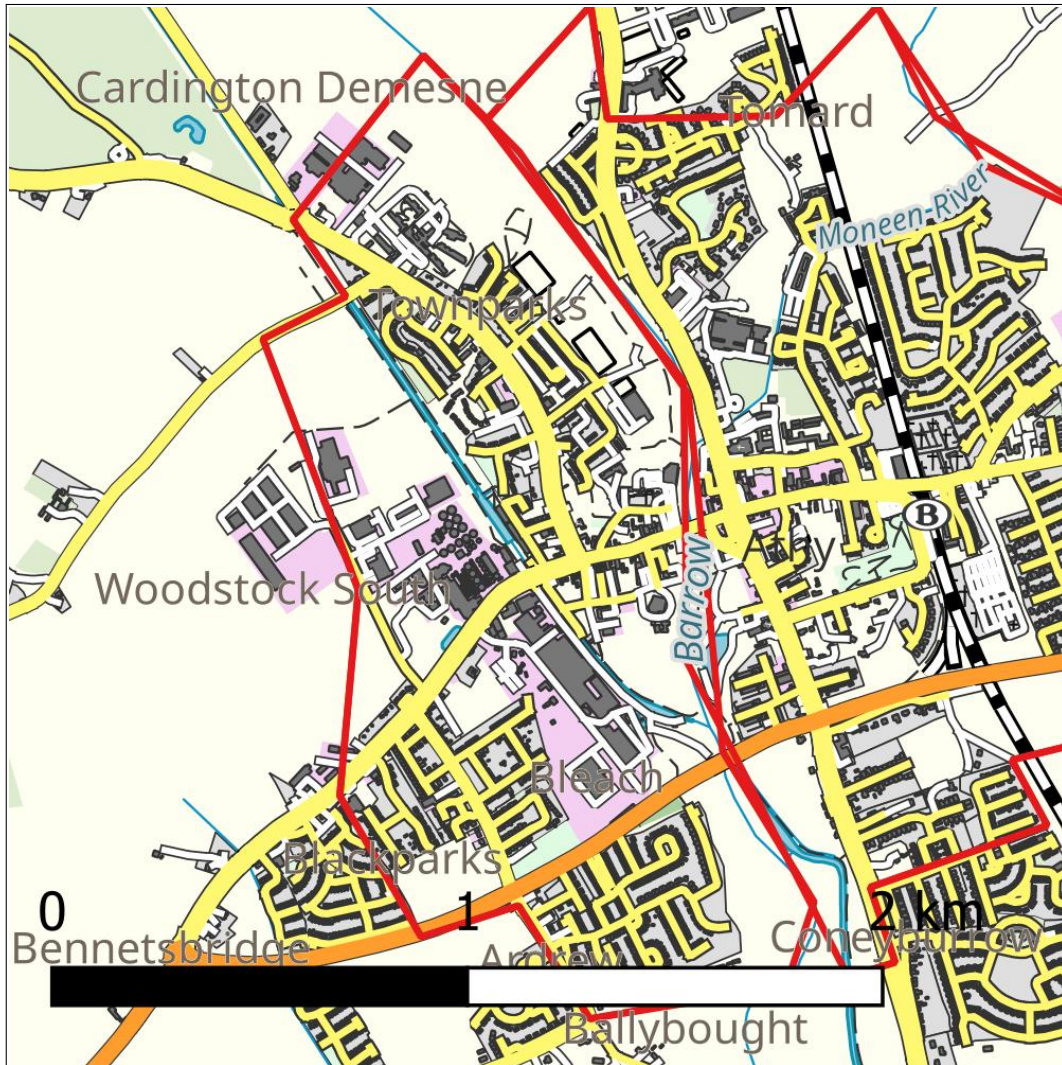 Cardington Demesne
Tomard
Moneen-River
Townparks
B
Athy
Woodstock South
Barrow
Bleach
Blackparks
0
1
2 km
Bennetsbridge
Ardrew
Coneyburrow
Ballybought